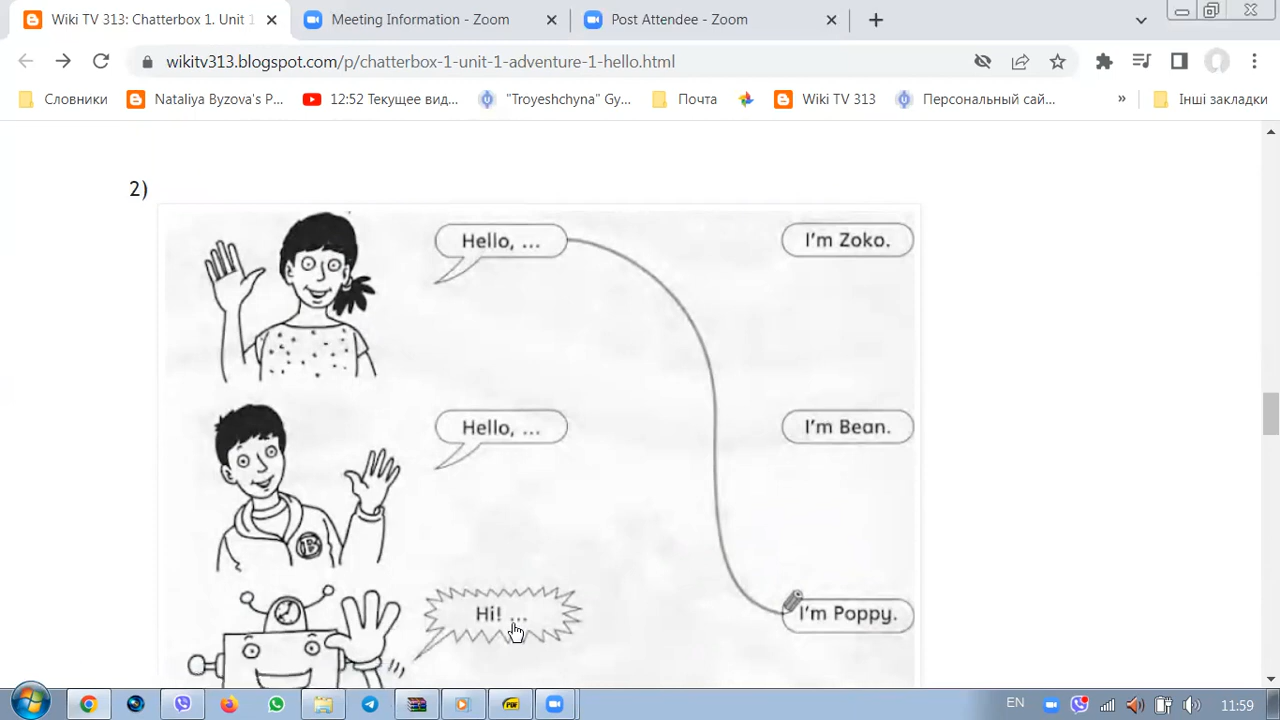 Wiki TV 313: Chatterbox 1. Unit 1
Meeting Information - Zoom
Post Attendee - Zoom
wikitv313.blogspot.com/p/chatterbox-1-unit-1-adventure-1-hello.html
Словники
Nataliya Byzova's P...
12:52 Текущее вид...
"Troyeshchyna" Gy...
Почта
Wiki TV 313
Персональный сай...
»
Інші закладки
2)
Hello, ...
I'm Zoko.
Hello, ...
I'm Bean.
B
Hi! ...
I'm Poppy.
EN
11:59